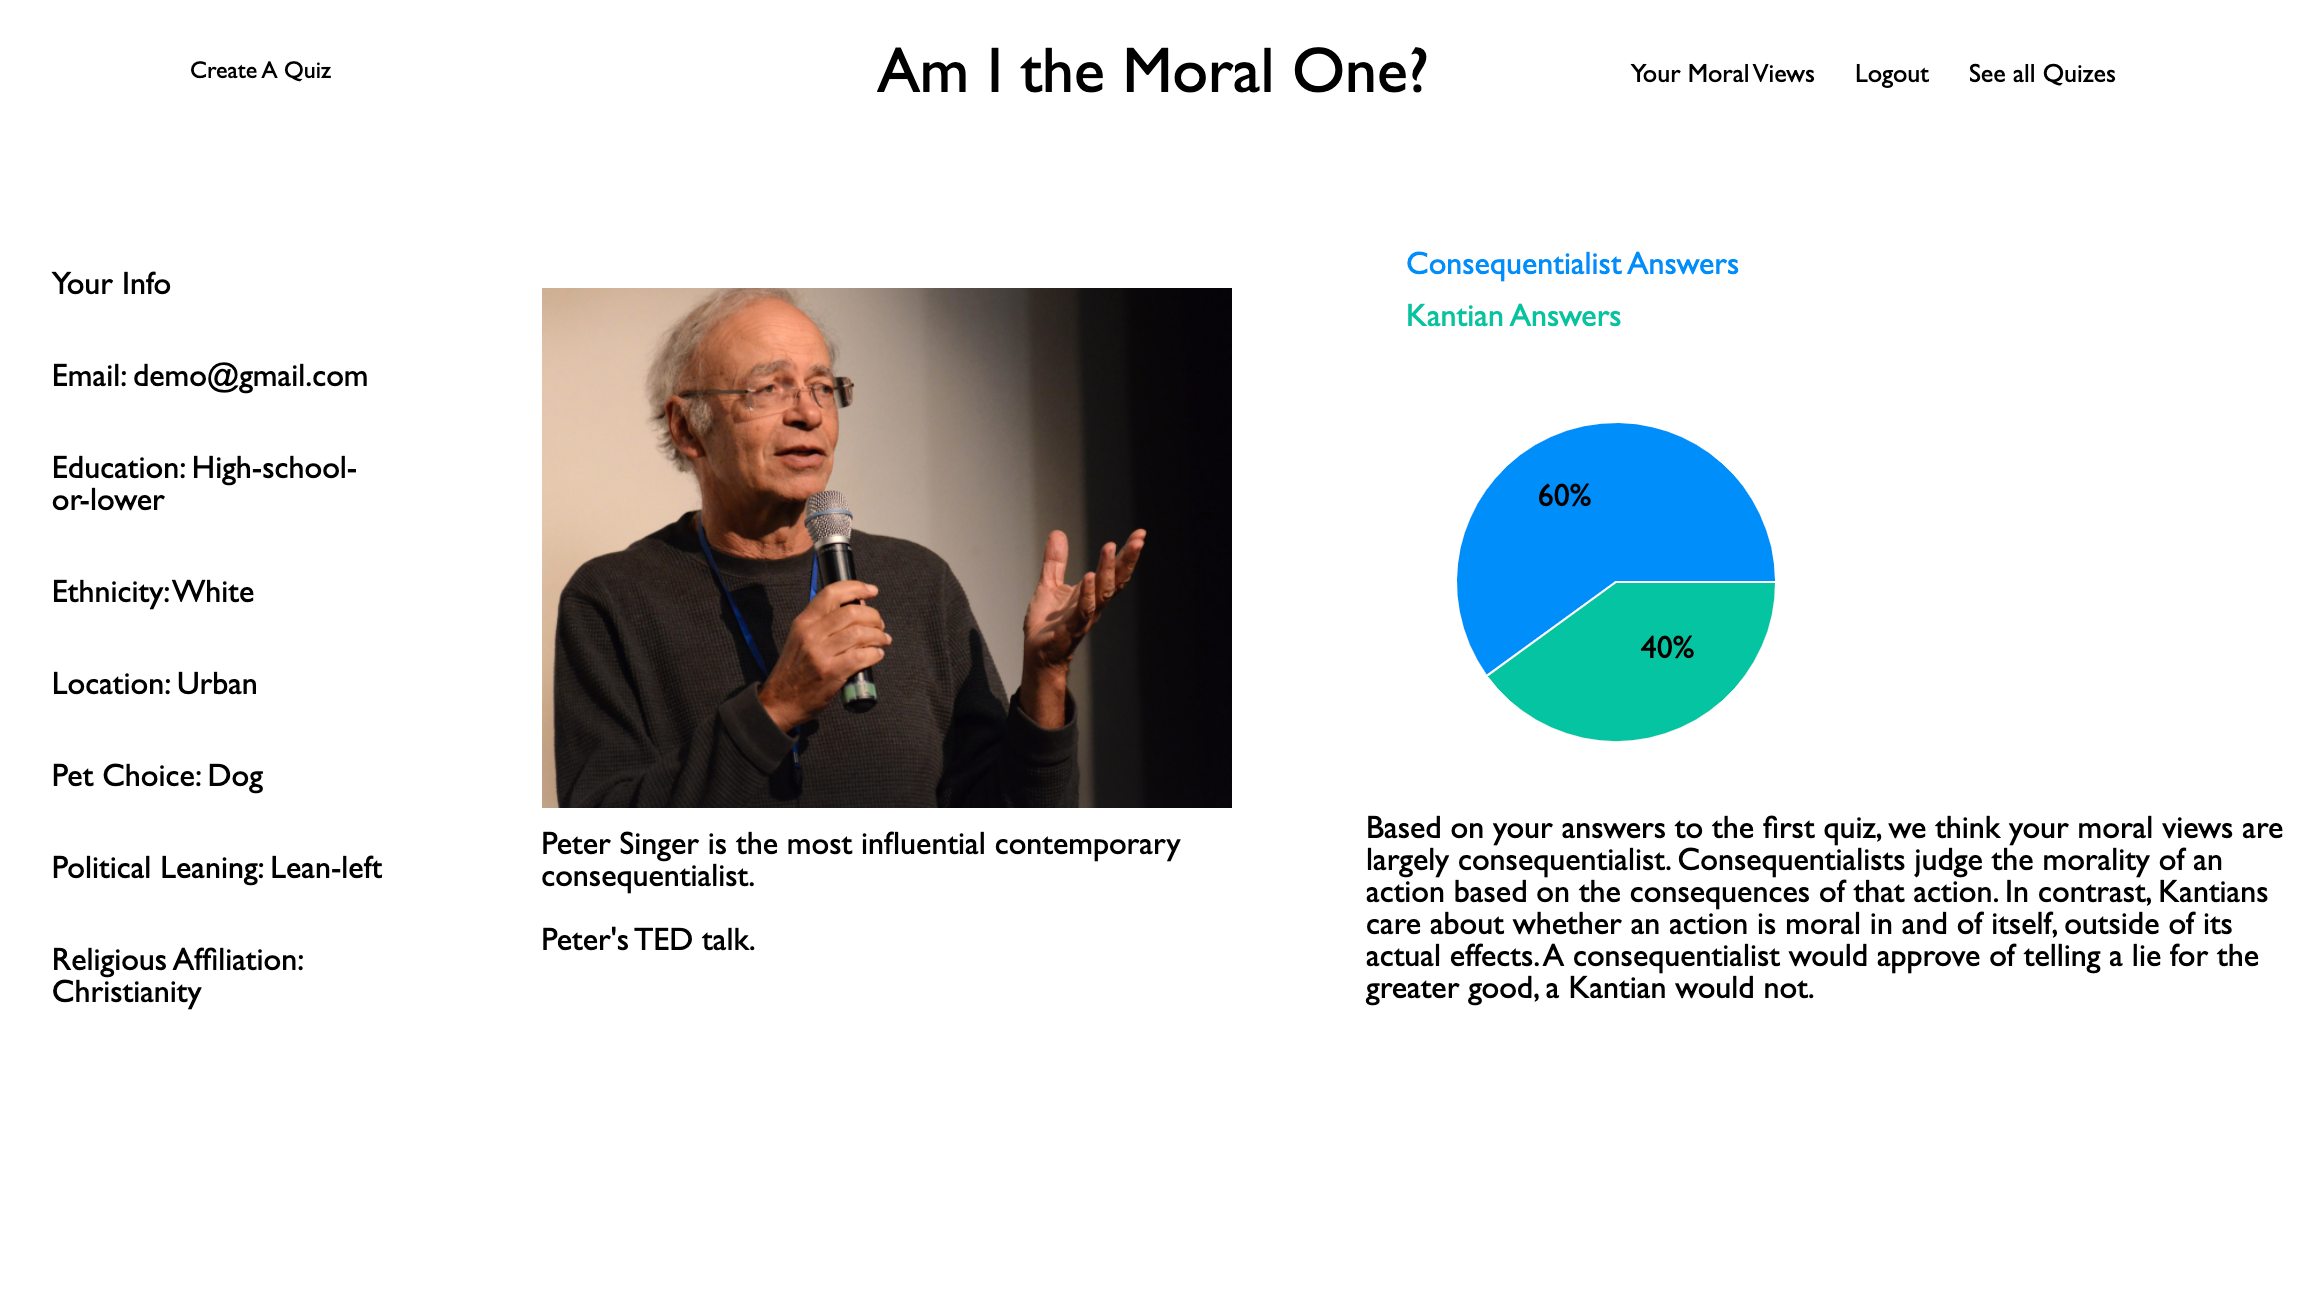 Create A Quiz
Am I the Moral One?
Your Moral Views
Logout
See all Quizes
Your Info
Email: demo@gmail.com
Education: High-school-
or-lower
Ethnicity: White
Location: Urban
Pet Choice: Dog
Political Leaning: Lean-left
Religious Affiliation:
Christianity
Peter Singer is the most influential contemporary
consequentialist.
Peter's TED talk.
Consequentialist Answers
Kantian Answers
60%
40%
Based on your answers to the first quiz, we think your moral views are
largely consequentialist. Consequentialists judge the morality of an
action based on the consequences of that action. In contrast, Kantians
care about whether an action is moral in and of itself, outside of its
actual effects. A consequentialist would approve of telling a lie for the
greater good, a Kantian would not.